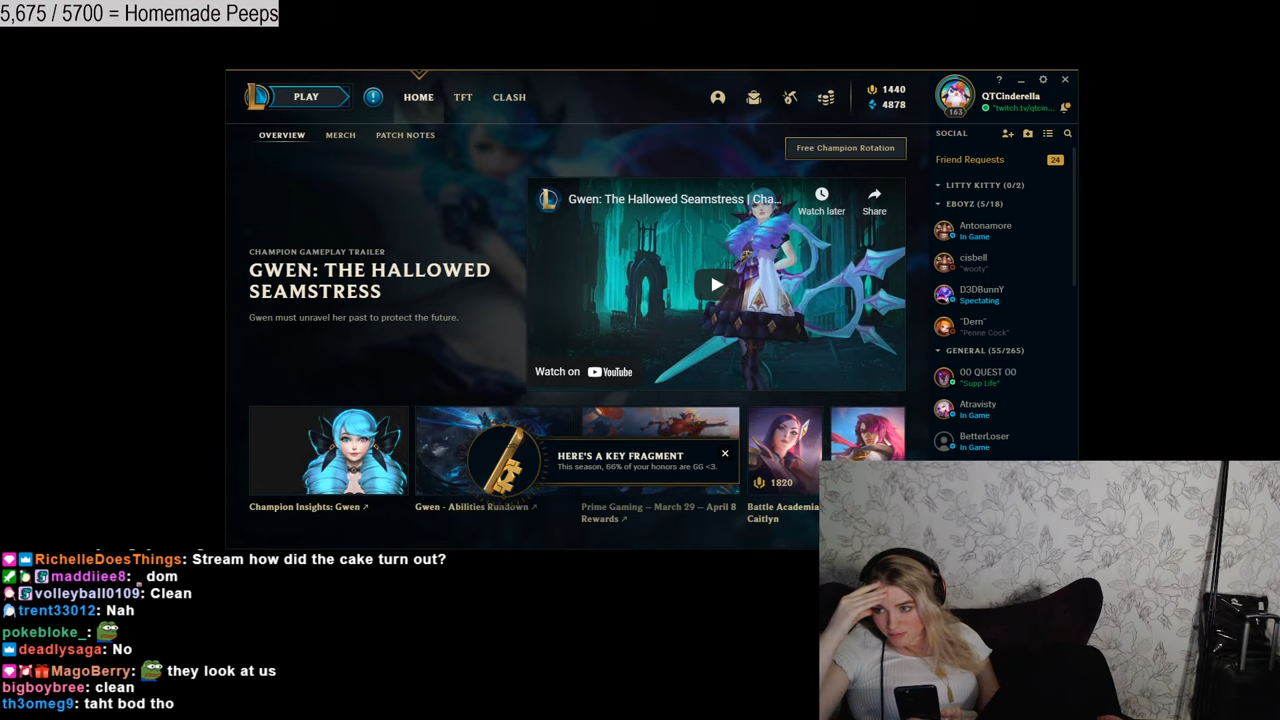 5,675 / 5700 = Homemade Peeps
PLAY
HOME
TFT
CLASH
1440
4878
?
QTCinderella
163
"twitch.tv/qtcin...
OVERVIEW
MERCH
PATCH NOTES
Free Champion Rotation
SOCIAL
Friend Requests
24
LITTY KITTY (0/2)
EBOYZ (5/18)
Antonamore
In Game
cisbell
"wooty"
D3DBunnY
Spectating
"Dern"
"Penne Cock"
GENERAL (55/265)
00 QUEST 00
"Supp Life"
Atravisty
In Game
BetterLoser
In Game
Gwen: The Hallowed Seamstress | Cha...
Watch later
Share
CHAMPION GAMEPLAY TRAILER
GWEN: THE HALLOWED
SEAMSTRESS
Gwen must unravel her past to protect the future.
Watch on YouTube
HERE'S A KEY FRAGMENT
This season, 66% of your honors are GG <3.
1820
Champion Insights: Gwen
Gwen - Abilities Rundown
Prime Gaming – March 29 – April 8
Rewards
Battle Academia
Caitlyn
RichelleDoesThings: Stream how did the cake turn out?
maddiiee8: _dom
volleyball0109: Clean
trent33012: Nah
pokebloke_:
deadlysaga: No
MagoBerry: they look at us
bigboybree: clean
th3omeg9: taht bod tho